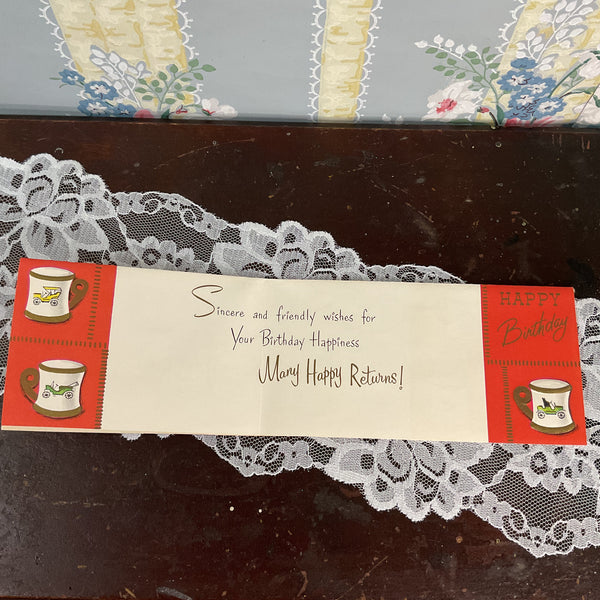 Sincere and friendly wishes for
Your Birthday Happiness
Many Happy Returns!
HAPPY
Birthday